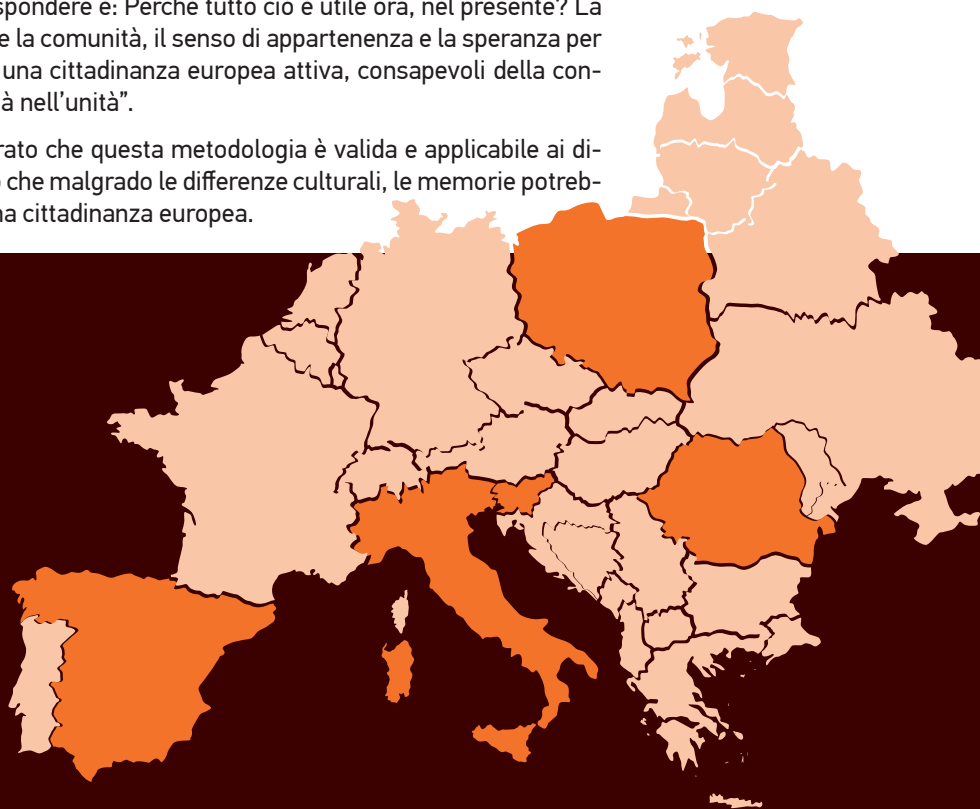 spondere è: Perché tutto ciò è utile ora, nel presente? La
e la comunità, il senso di appartenenza e la speranza per
una cittadinanza europea attiva, consapevoli della con-
à nell’unità”.
rato che questa metodologia è valida e applicabile ai di-
che malgrado le differenze culturali, le memorie potreb-
na cittadinanza europea.